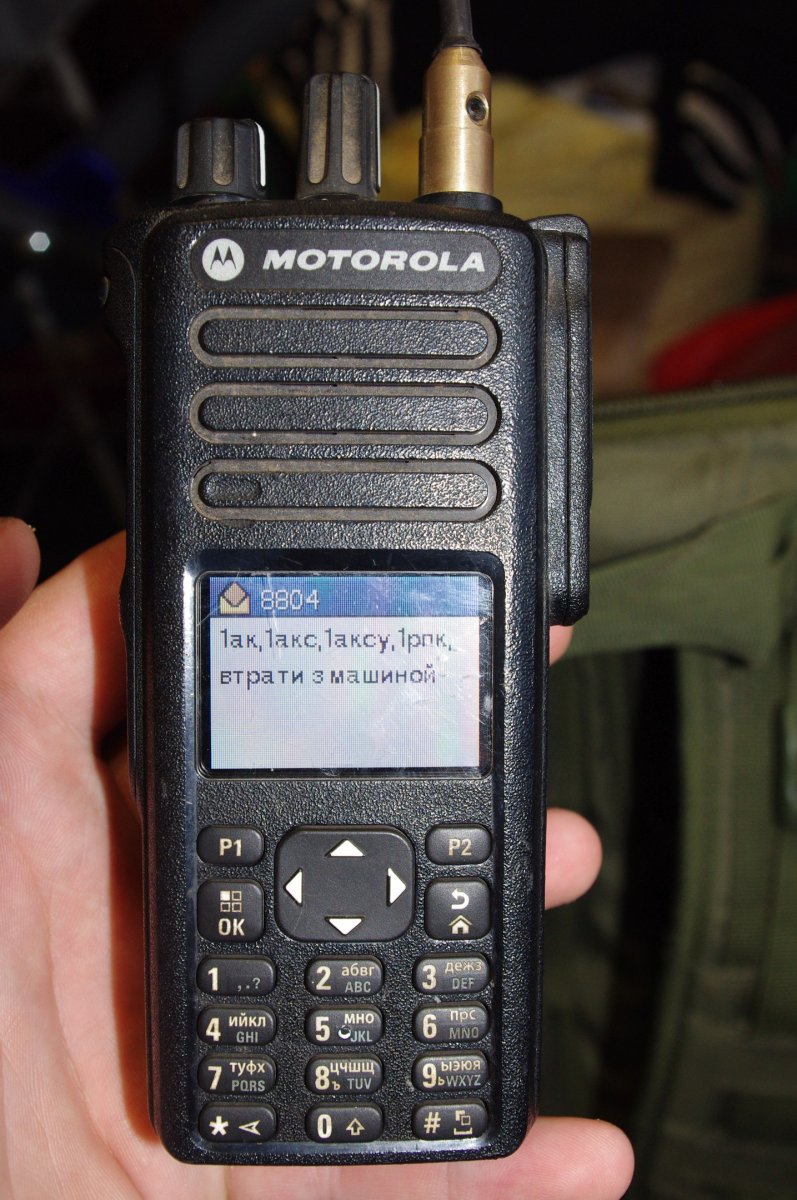 MOTOROLA
8804
1ак,1акс,1аксу,1рпк,
втрати з машиной
P1
P2
OK
1 ,.?
2 абвг ABC
3 дежз DEF
4 ийкл GHI
5 мно JKL
6 прс MNO
7 туфх PQRS
8 цчшщ ъ TUV
9 ыэюя ь WXYZ
*
0
#